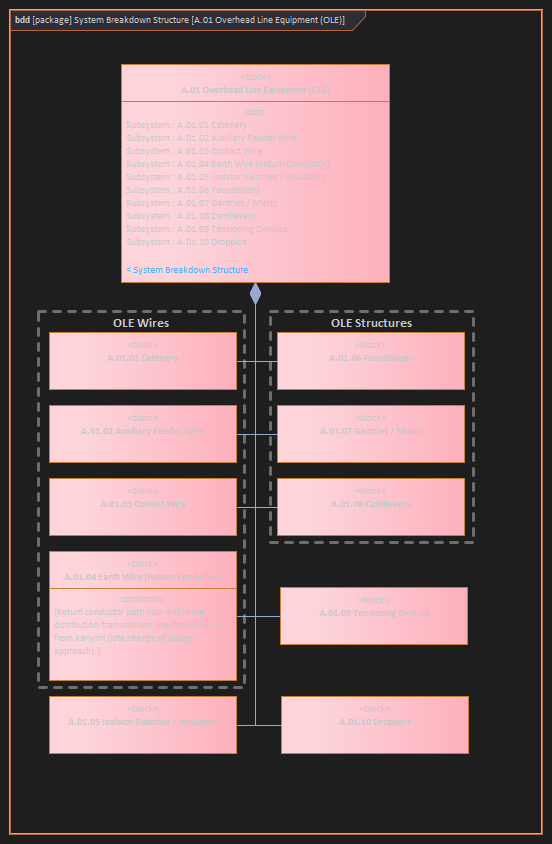 bdd [package] System Breakdown Structure [A.01 Overhead Line Equipment (OLE)]
«block»
A.01 Overhead Line Equipment (OLE)
parts
Subsystem : A.01.01 Catenary
Subsystem : A.01.02 Auxiliary Feeder Wire
Subsystem : A.01.03 Contact Wire
Subsystem : A.01.04 Earth Wire (Return Conductor)
Subsystem : A.01.05 Isolator Switches / Insulators
Subsystem : A.01.06 Foundations
Subsystem : A.01.07 Gantries / Masts
Subsystem : A.01.08 Cantilevers
Subsystem : A.01.09 Tensioning Devices
Subsystem : A.01.10 Droppers
< System Breakdown Structure
OLE Wires
«block»
A.01.01 Catenary
«block»
A.01.02 Auxiliary Feeder Wire
«block»
A.01.03 Contact Wire
«block»
A.01.04 Earth Wire (Return Conductor)
constraints
{Return conductor path now within the
distribution/transmission line/feeder
from Kanyirri (late change of design
approach). }
«block»
A.01.05 Isolator Switches / Insulators
OLE Structures
«block»
A.01.06 Foundations
«block»
A.01.07 Gantries / Masts
«block»
A.01.08 Cantilevers
«block»
A.01.09 Tensioning Devices
«block»
A.01.10 Droppers